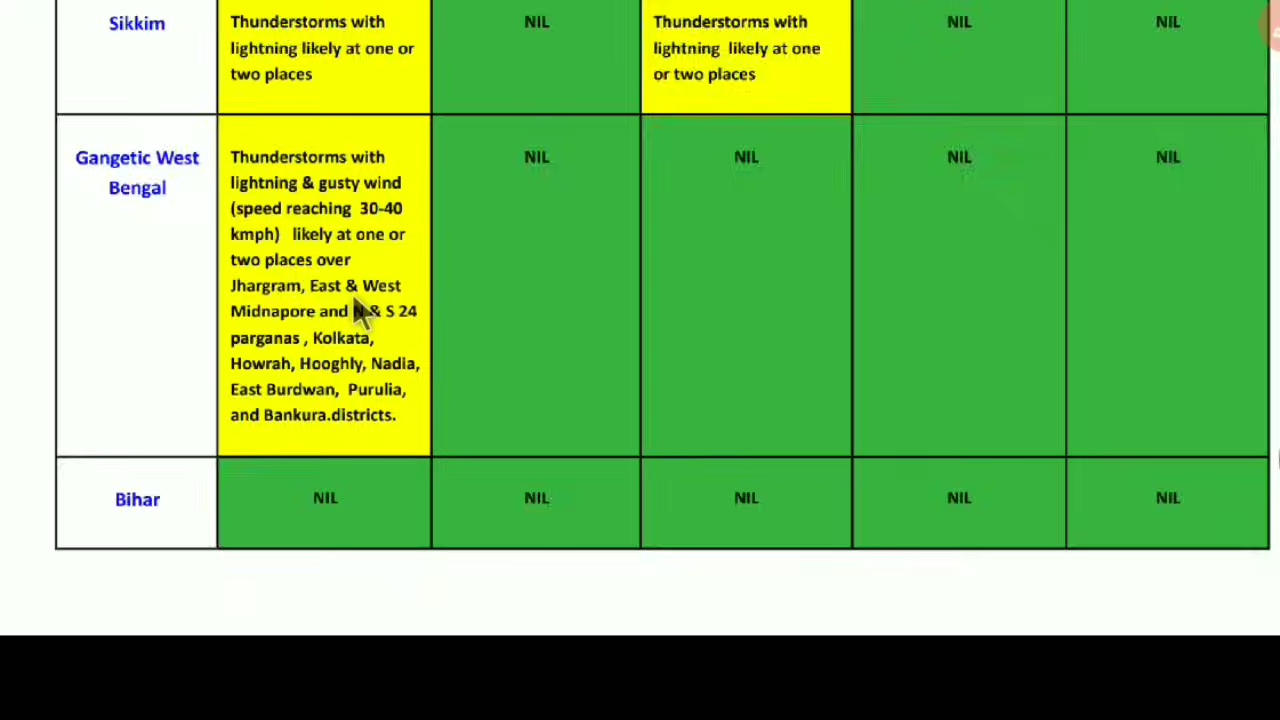 Sikkim
Thunderstorms with
lightning likely at one or
two places
NIL
Thunderstorms with
lightning likely at one
or two places
NIL
NIL
Gangetic West
Bengal
Thunderstorms with
lightning & gusty wind
(speed reaching 30-40
kmph) likely at one or
two places over
Jhargram, East & West
Midnapore and N & S 24
parganas , Kolkata,
Howrah, Hooghly, Nadia,
East Burdwan, Purulia,
and Bankura.districts.
NIL
NIL
NIL
NIL
Bihar
NIL
NIL
NIL
NIL
NIL